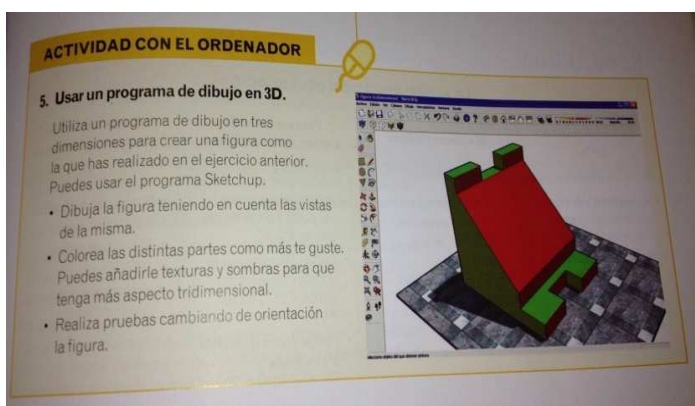 ACTIVIDAD CON EL ORDENADOR
5. Usar un programa de dibujo en 3D.
Utiliza un programa de dibujo en tres
dimensiones para crear una figura como
la que has realizado en el ejercicio anterior.
Puedes usar el programa Sketchup.
• Dibuja la figura teniendo en cuenta las vistas
de la misma.
• Colorea las distintas partes como más te guste.
Puedes añadirle texturas y sombras para que
tenga más aspecto tridimensional.
• Realiza pruebas cambiando de orientación
la figura.